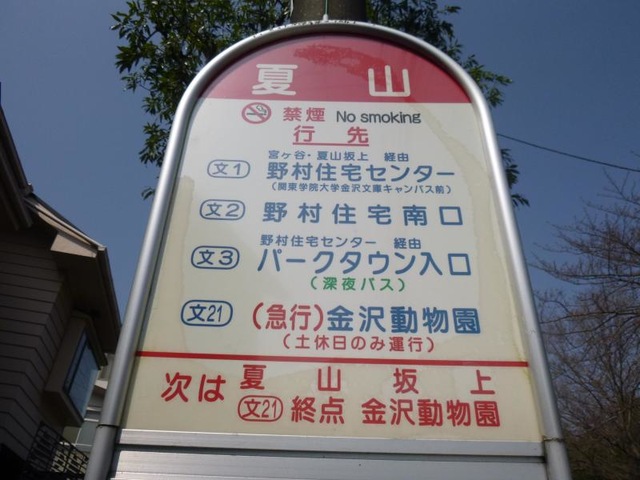 夏 山
禁煙 No smoking
行 先
宮ヶ谷・夏山坂上 経由
文1 野村住宅センター
(関東学院大学金沢文庫キャンパス前)
文2 野村住宅南口
野村住宅センター 経由
文3 パークタウン入口
(深夜バス)
文21 (急行)金沢動物園
(土休日のみ運行)
次は 夏 山 坂 上
文21 終点 金沢動物園